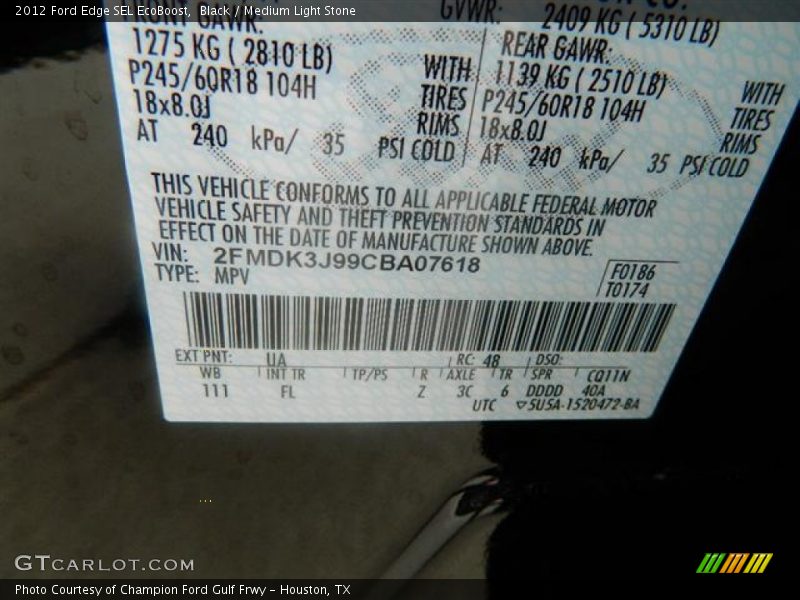 2012 Ford Edge SEL EcoBoost, Black / Medium Light Stone
FRONT GAWR:
GVWR: 2409 KG ( 5310 LB)
1275 KG ( 2810 LB)
P245/60R18 104H
18x8.0J
WITH
TIRES
RIMS
AT 240 kPa/ 35 PSI COLD
REAR GAWR:
1139 KG ( 2510 LB)
P245/60R18 104H
18x8.0J
WITH
TIRES
RIMS
AT 240 kPa/ 35 PSI COLD
THIS VEHICLE CONFORMS TO ALL APPLICABLE FEDERAL MOTOR
VEHICLE SAFETY AND THEFT PREVENTION STANDARDS IN
EFFECT ON THE DATE OF MANUFACTURE SHOWN ABOVE.
VIN: 2FMDK3J99CBA07618
TYPE: MPV
F0186
T0174
EXT PNT: UA RC: 48 DSO:
WB INT TR TP/PS R AXLE TR SPR CQ11N
111 FL Z 3C 6 DDDD 40A
UTC ▽5U5A-1520472-BA
GTCARLOT.COM
Photo Courtesy of Champion Ford Gulf Frwy - Houston, TX